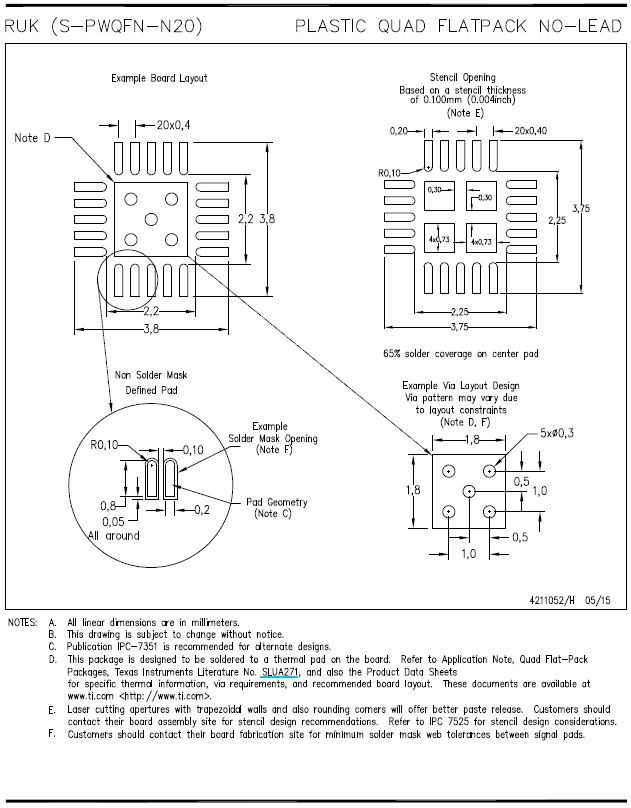 RUK (S-PWQFN-N20)
PLASTIC QUAD FLATPACK NO-LEAD
Example Board Layout
Note D
20x0,4
2,2
3,8
2,2
3,8
Stencil Opening
Based on a stencil thickness
of 0.100mm (0.004inch)
(Note E)
0,20
20x0,40
R0,10
0,30
0,30
4x0,73
4x0,73
2,25
3,75
2,25
3,75
65% solder coverage on center pad
Non Solder Mask
Defined Pad
R0,10
0,10
Example
Solder Mask Opening
(Note F)
Pad Geometry
(Note C)
0,8
0,05
All around
0,2
Example Via Layout Design
Via pattern may vary due
to layout constraints
(Note D, F)
1,8
5xø0,3
1,8
0,5
1,0
0,5
1,0
4211052/H 05/15
NOTES: A. All linear dimensions are in millimeters.
B. This drawing is subject to change without notice.
C. Publication IPC-7351 is recommended for alternate designs.
D. This package is designed to be soldered to a thermal pad on the board. Refer to Application Note, Quad Flat-Pack
Packages, Texas Instruments Literature No. SLUA271, and also the Product Data Sheets
for specific thermal information, via requirements, and recommended board layout. These documents are available at
www.ti.com <http://www.ti.com>.
E. Laser cutting apertures with trapezoidal walls and also rounding corners will offer better paste release. Customers should
contact their board assembly site for stencil design recommendations. Refer to IPC 7525 for stencil design considerations.
F. Customers should contact their board fabrication site for minimum solder mask web tolerances between signal pads.